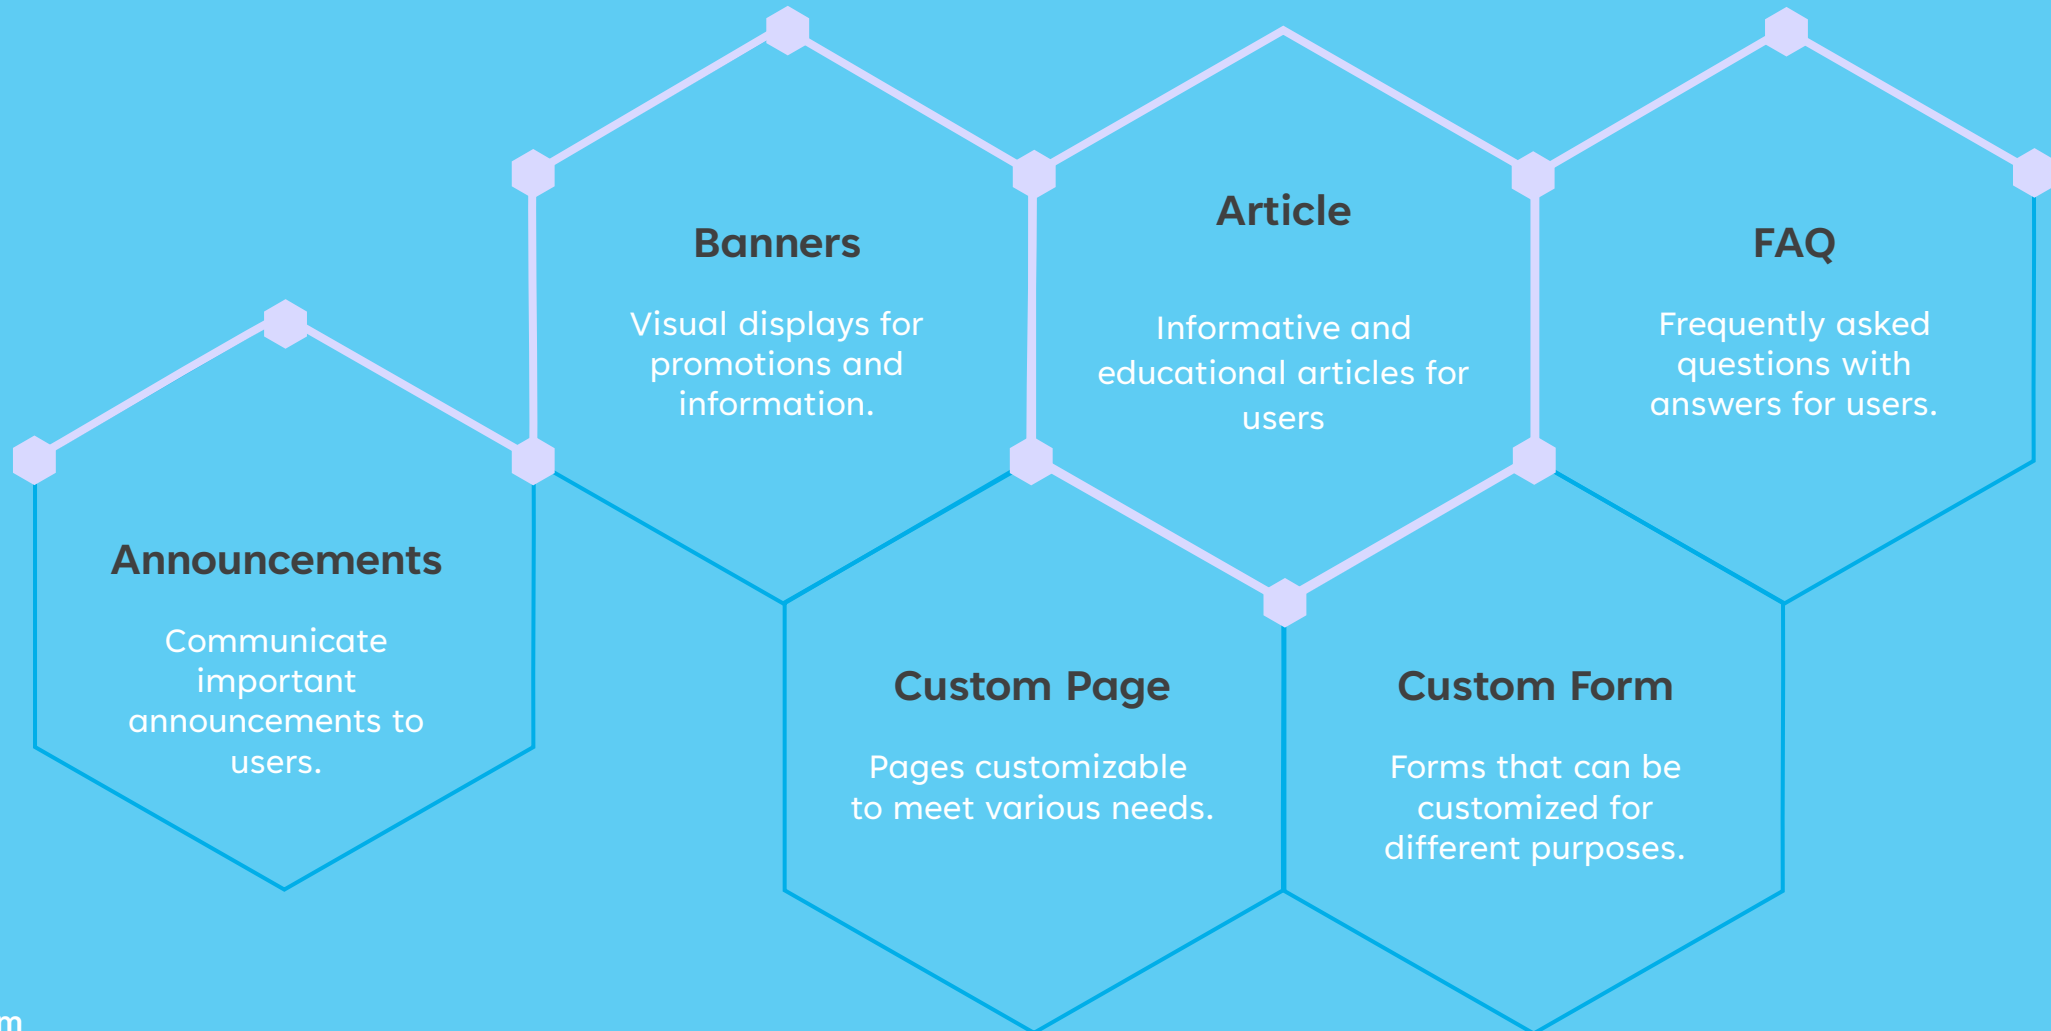 Banners
Visual displays for
promotions and
information.
Article
Informative and
educational articles for
users
FAQ
Frequently asked
questions with
answers for users.
Announcements
Communicate
important
announcements to
users.
Custom Page
Pages customizable
to meet various needs.
Custom Form
Forms that can be
customized for
different purposes.